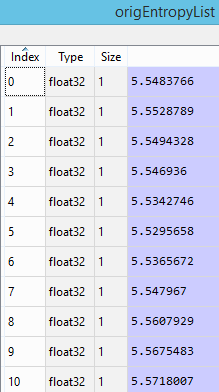 origEntropyList
Index Type Size
0 float32 1 5.5483766
1 float32 1 5.5528789
2 float32 1 5.5494328
3 float32 1 5.546936
4 float32 1 5.5342746
5 float32 1 5.5295658
6 float32 1 5.5365672
7 float32 1 5.547967
8 float32 1 5.5607929
9 float32 1 5.5675483
10 float32 1 5.5718007